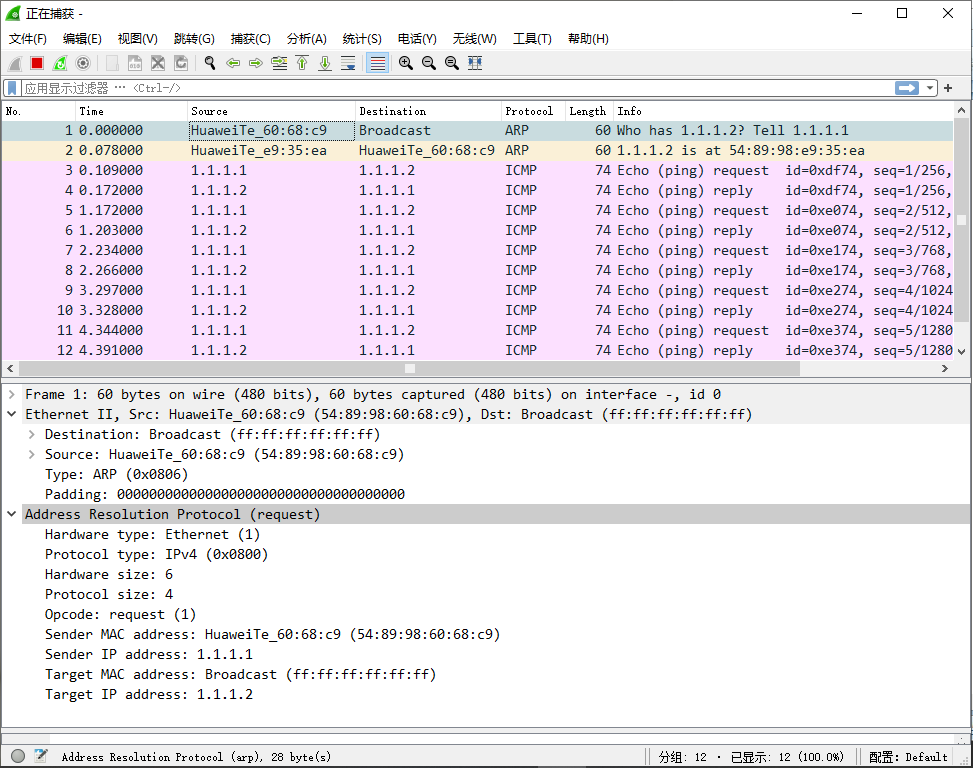 正在捕获 -
文件(F) 编辑(E) 视图(V) 跳转(G) 捕获(C) 分析(A) 统计(S) 电话(Y) 无线(W) 工具(T) 帮助(H)
应用显示过滤器 … <Ctrl-/>
No. Time Source Destination Protocol Length Info
1 0.000000 HuaweiTe_60:68:c9 Broadcast ARP 60 Who has 1.1.1.2? Tell 1.1.1.1
2 0.078000 HuaweiTe_e9:35:ea HuaweiTe_60:68:c9 ARP 60 1.1.1.2 is at 54:89:98:e9:35:ea
3 0.109000 1.1.1.1 1.1.1.2 ICMP 74 Echo (ping) request id=0xdf74, seq=1/256,
4 0.172000 1.1.1.2 1.1.1.1 ICMP 74 Echo (ping) reply id=0xdf74, seq=1/256,
5 1.172000 1.1.1.1 1.1.1.2 ICMP 74 Echo (ping) request id=0xe074, seq=2/512,
6 1.203000 1.1.1.2 1.1.1.1 ICMP 74 Echo (ping) reply id=0xe074, seq=2/512,
7 2.234000 1.1.1.1 1.1.1.2 ICMP 74 Echo (ping) request id=0xe174, seq=3/768,
8 2.266000 1.1.1.2 1.1.1.1 ICMP 74 Echo (ping) reply id=0xe174, seq=3/768,
9 3.297000 1.1.1.1 1.1.1.2 ICMP 74 Echo (ping) request id=0xe274, seq=4/1024
10 3.328000 1.1.1.2 1.1.1.1 ICMP 74 Echo (ping) reply id=0xe274, seq=4/1024
11 4.344000 1.1.1.1 1.1.1.2 ICMP 74 Echo (ping) request id=0xe374, seq=5/1280
12 4.391000 1.1.1.2 1.1.1.1 ICMP 74 Echo (ping) reply id=0xe374, seq=5/1280
Frame 1: 60 bytes on wire (480 bits), 60 bytes captured (480 bits) on interface -, id 0
Ethernet II, Src: HuaweiTe_60:68:c9 (54:89:98:60:68:c9), Dst: Broadcast (ff:ff:ff:ff:ff:ff)
Destination: Broadcast (ff:ff:ff:ff:ff:ff)
Source: HuaweiTe_60:68:c9 (54:89:98:60:68:c9)
Type: ARP (0x0806)
Padding: 000000000000000000000000000000000000
Address Resolution Protocol (request)
Hardware type: Ethernet (1)
Protocol type: IPv4 (0x0800)
Hardware size: 6
Protocol size: 4
Opcode: request (1)
Sender MAC address: HuaweiTe_60:68:c9 (54:89:98:60:68:c9)
Sender IP address: 1.1.1.1
Target MAC address: Broadcast (ff:ff:ff:ff:ff:ff)
Target IP address: 1.1.1.2
Address Resolution Protocol (arp), 28 byte(s) 分组: 12 · 已显示: 12 (100.0%) 配置: Default